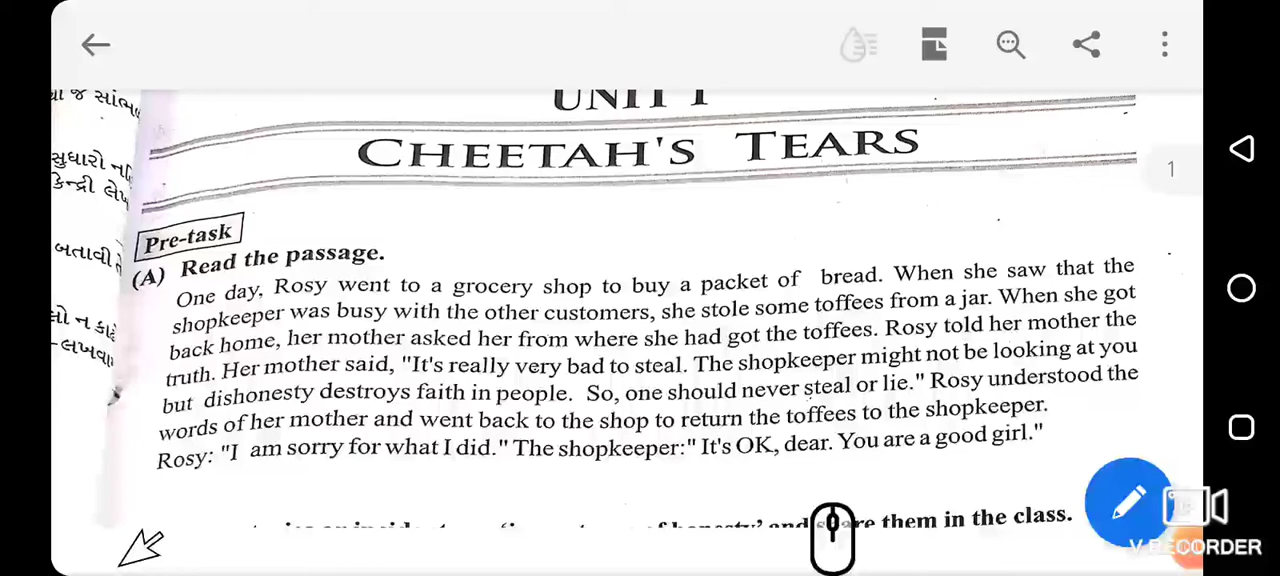 UNIT 1
CHEETAH'S TEARS
1
Pre-task
(A) Read the passage.
One day, Rosy went to a grocery shop to buy a packet of bread. When she saw that the
shopkeeper was busy with the other customers, she stole some toffees from a jar. When she got
back home, her mother asked her from where she had got the toffees. Rosy told her mother the
truth. Her mother said, "It's really very bad to steal. The shopkeeper might not be looking at you
but dishonesty destroys faith in people. So, one should never steal or lie." Rosy understood the
words of her mother and went back to the shop to return the toffees to the shopkeeper.
Rosy: "I am sorry for what I did." The shopkeeper:" It's OK, dear. You are a good girl."
and share them in the class.
V RECORDER
જ સાંભ
સુધારો
કેન્દ્રી
બતાવી
ન